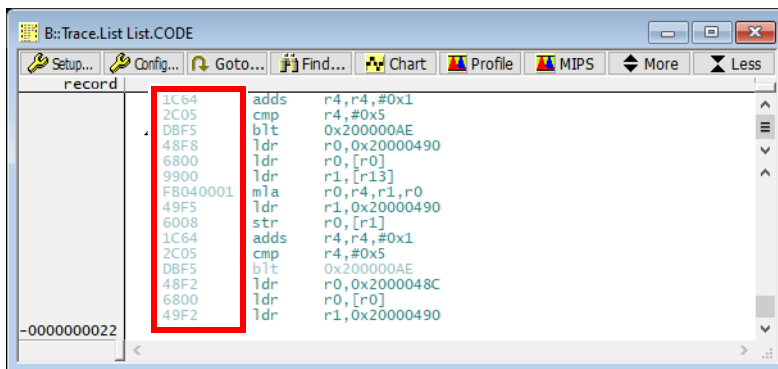 B::Trace.List List.CODE
Setup... Config... Goto... Find... Chart Profile MIPS More Less
record
1C64 adds r4,r4,#0x1
2C05 cmp r4,#0x5
DBF5 blt 0x200000AE
48F8 ldr r0,0x20000490
6800 ldr r0,[r0]
9900 ldr r1,[r13]
FB040001 mla r0,r4,r1,r0
49F5 ldr r1,0x20000490
6008 str r0,[r1]
1C64 adds r4,r4,#0x1
2C05 cmp r4,#0x5
DBF5 blt 0x200000AE
48F2 ldr r0,0x2000048C
6800 ldr r0,[r0]
49F2 ldr r1,0x20000490
-0000000022